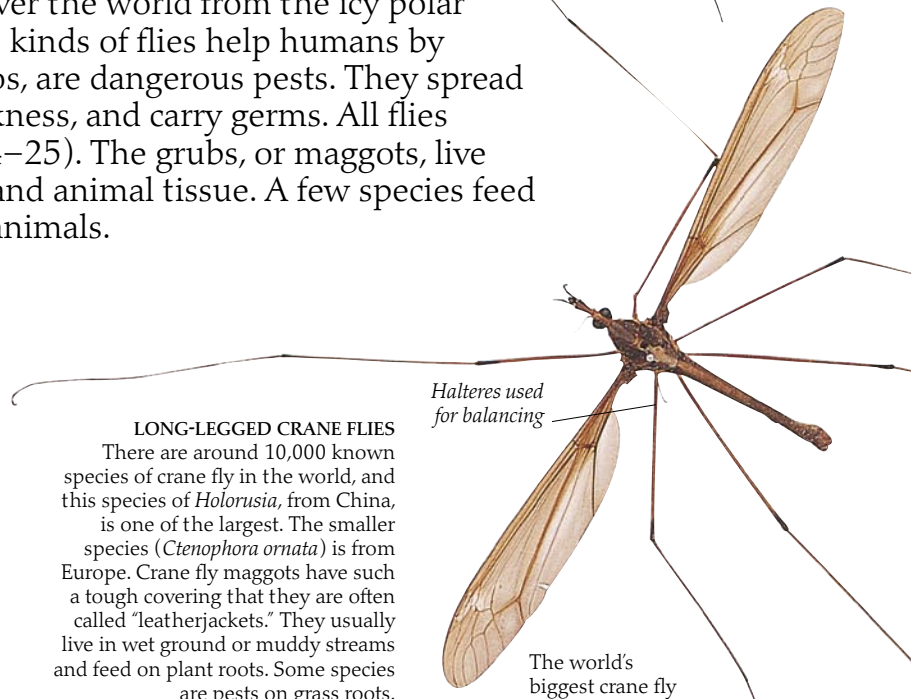 ver the world from the icy polar
kinds of flies help humans by
are dangerous pests. They spread
and carry germs. All flies
–25). The grubs, or maggots, live
and animal tissue. A few species feed
animals.
Halteres used
for balancing
LONG-LEGGED CRANE FLIES
There are around 10,000 known
species of crane fly in the world, and
this species of Holorusia, from China,
is one of the largest. The smaller
species (Ctenophora ornata) is from
Europe. Crane fly maggots have such
a tough covering that they are often
called “leatherjackets.” They usually
live in wet ground or muddy streams
and feed on plant roots. Some species
are pests on grass roots.
The world’s
biggest crane fly